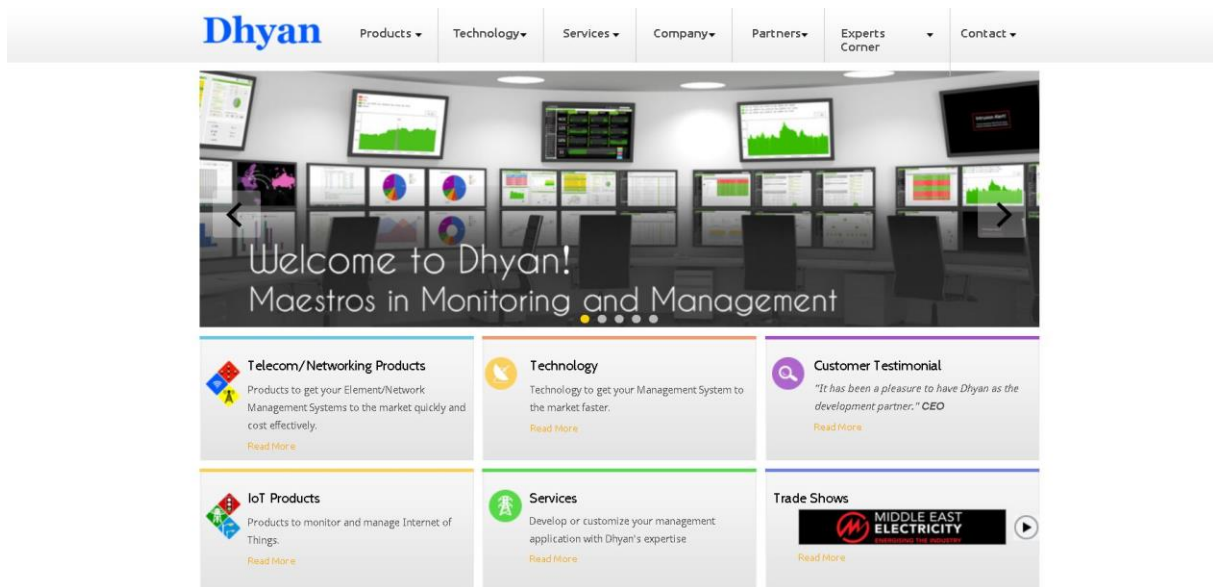 Dhyan
Products
Technology
Services
Company
Partners
Experts
Corner
Contact
Intrusion Alert!
Welcome to Dhyan!
Maestros in Monitoring and Management
Telecom/Networking Products
Products to get your Element/Network
Management Systems to the market quickly and
cost effectively.
Read More
Technology
Technology to get your Management System to
the market faster.
Read More
Customer Testimonial
"It has been a pleasure to have Dhyan as the
development partner." CEO
Read More
IoT Products
Products to monitor and manage Internet of
Things.
Read More
Services
Develop or customize your management
application with Dhyan's expertise
Read More
Trade Shows
MIDDLE EAST
ELECTRICITY
ENERGISING THE INDUSTRY
Read More